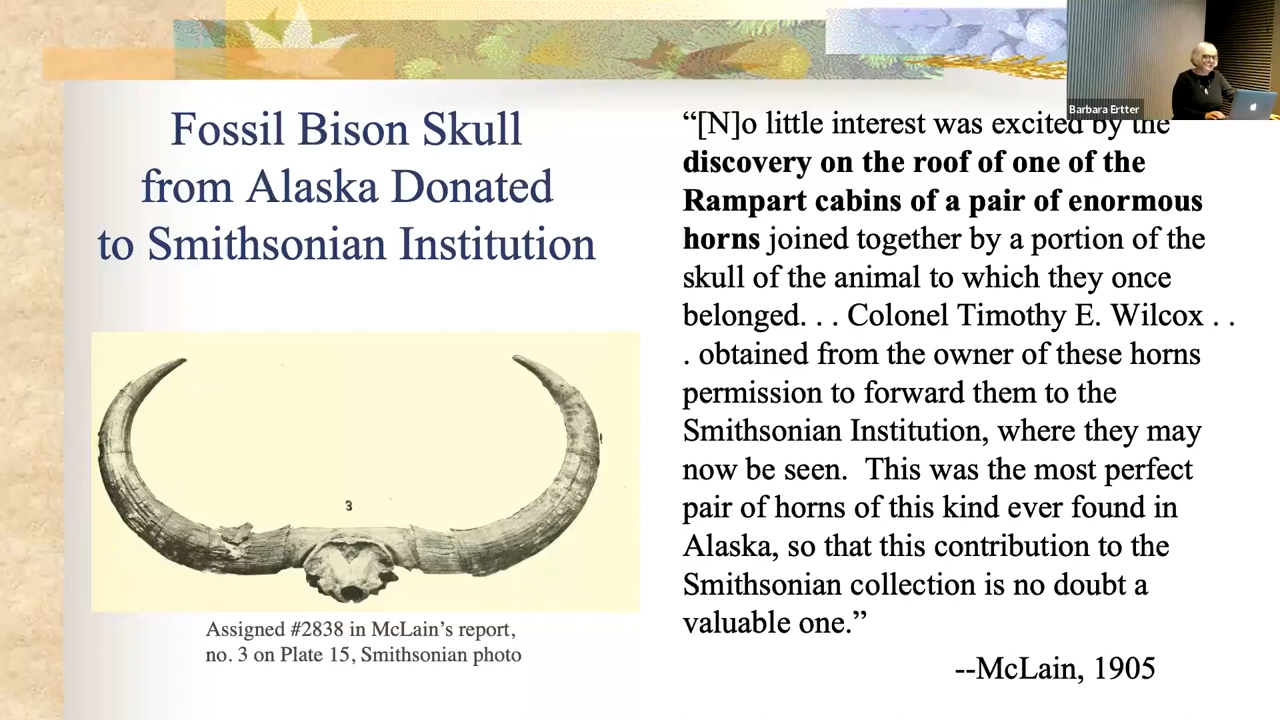 Fossil Bison Skull
from Alaska Donated
to Smithsonian Institution
3
Assigned #2838 in McLain’s report,
no. 3 on Plate 15, Smithsonian photo
Barbara Ertter
“[N]o little interest was excited by the
discovery on the roof of one of the
Rampart cabins of a pair of enormous
horns joined together by a portion of the
skull of the animal to which they once
belonged. . . Colonel Timothy E. Wilcox . .
. obtained from the owner of these horns
permission to forward them to the
Smithsonian Institution, where they may
now be seen.  This was the most perfect
pair of horns of this kind ever found in
Alaska, so that this contribution to the
Smithsonian collection is no doubt a
valuable one.”
--McLain, 1905